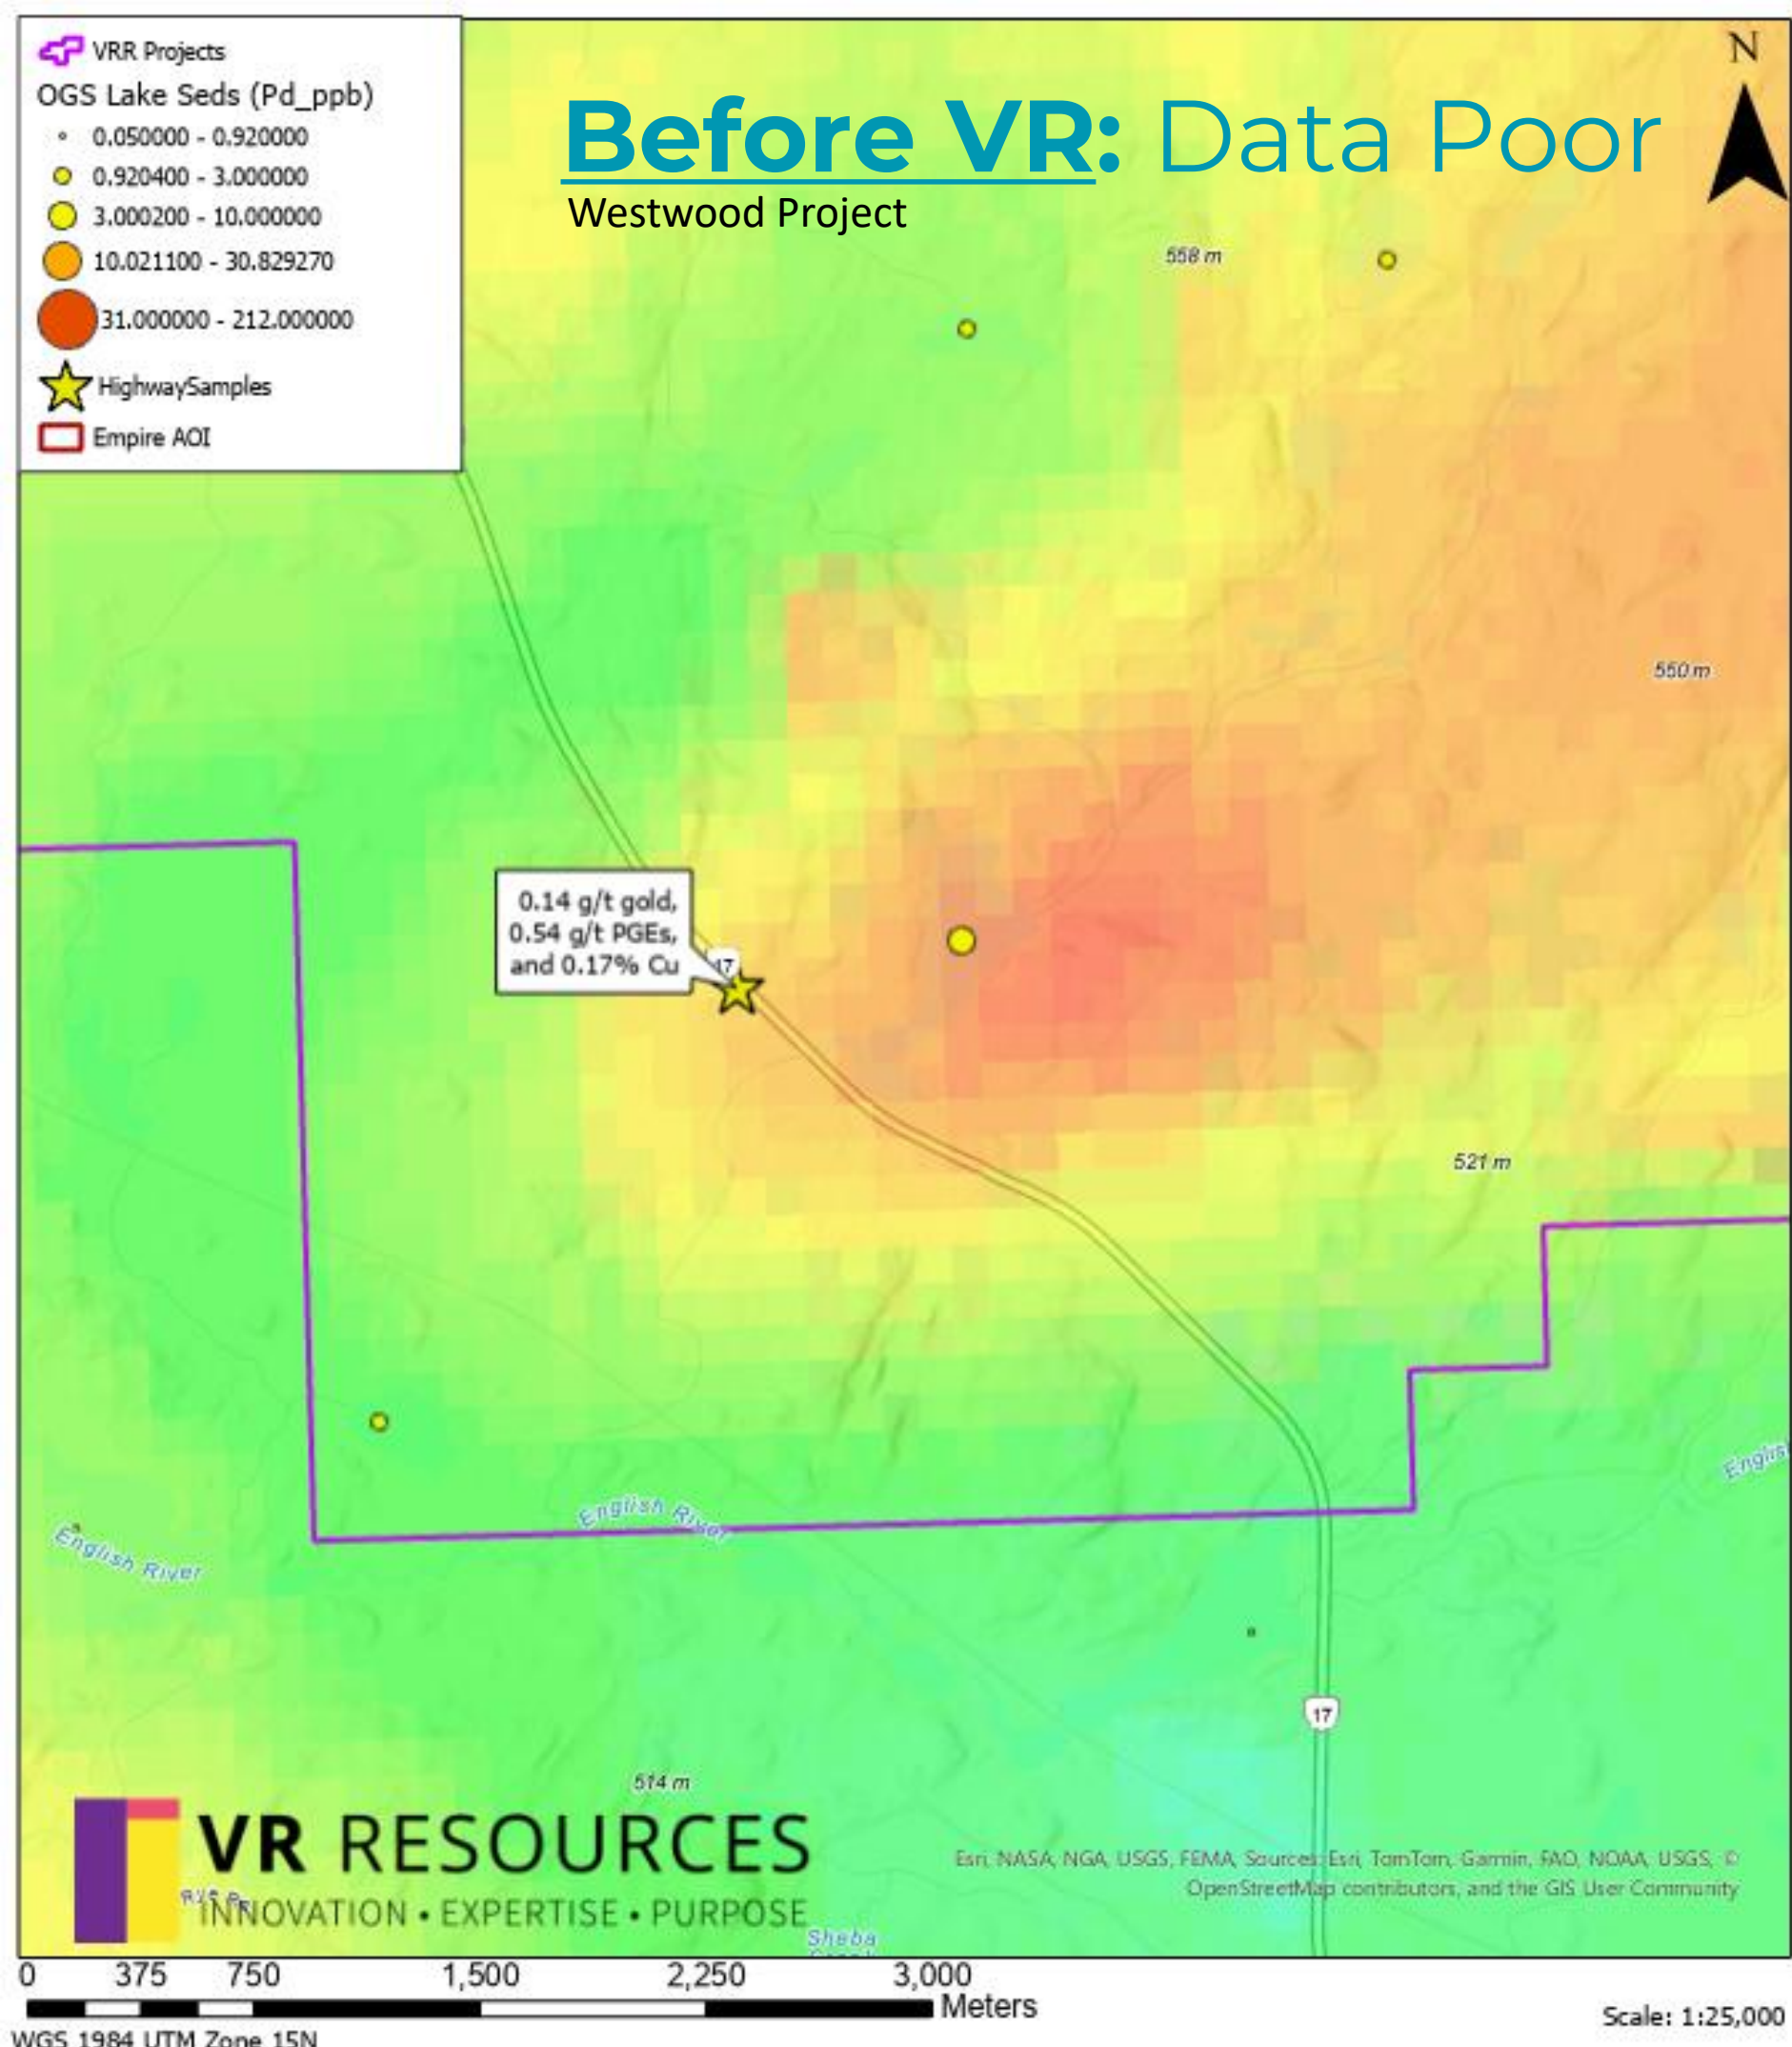 VRR Projects
OGS Lake Seds (Pd_ppb)
0.050000 - 0.920000
0.920400 - 3.000000
3.000200 - 10.000000
10.021100 - 30.829270
31.000000 - 212.000000
HighwaySamples
Empire AOI
N
Before VR: Data Poor
Westwood Project
558 m
550 m
0.14 g/t gold,
0.54 g/t PGEs,
and 0.17% Cu
17
521 m
English River
English River
17
514 m
VR RESOURCES
INNOVATION • EXPERTISE • PURPOSE
Esri, NASA, NGA, USGS, FEMA, Sources: Esri, TomTom, Garmin, FAO, NOAA, USGS, ©
OpenStreetMap contributors, and the GIS User Community
Sheba
0 375 750 1,500 2,250 3,000
Meters
Scale: 1:25,000
WGS 1984 UTM Zone 15N